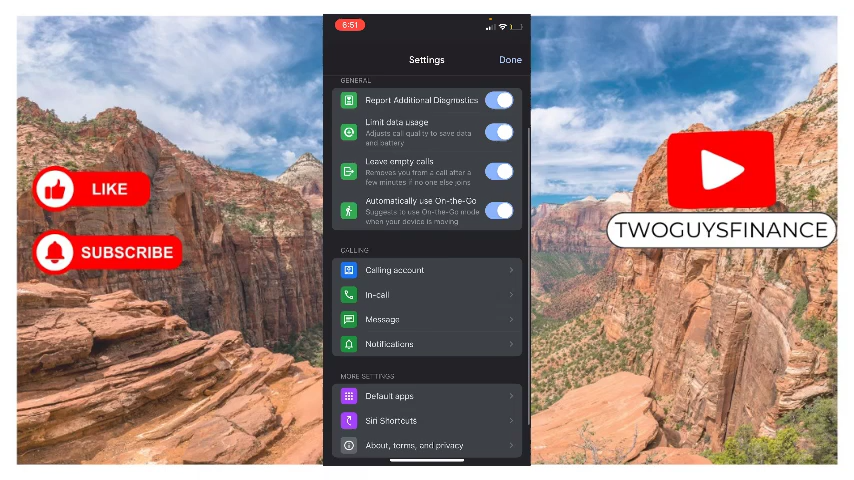 6:51
Settings
Done
GENERAL
Report Additional Diagnostics
Limit data usage
Adjusts call quality to save data
and battery
Leave empty calls
Removes you from a call after a
few minutes if no one else joins
Automatically use On-the-Go
Suggests to use On-the-Go mode
when your device is moving
CALLING
Calling account
In-call
Message
Notifications
MORE SETTINGS
Default apps
Siri Shortcuts
About, terms, and privacy
LIKE
SUBSCRIBE
TWOGUYSFINANCE